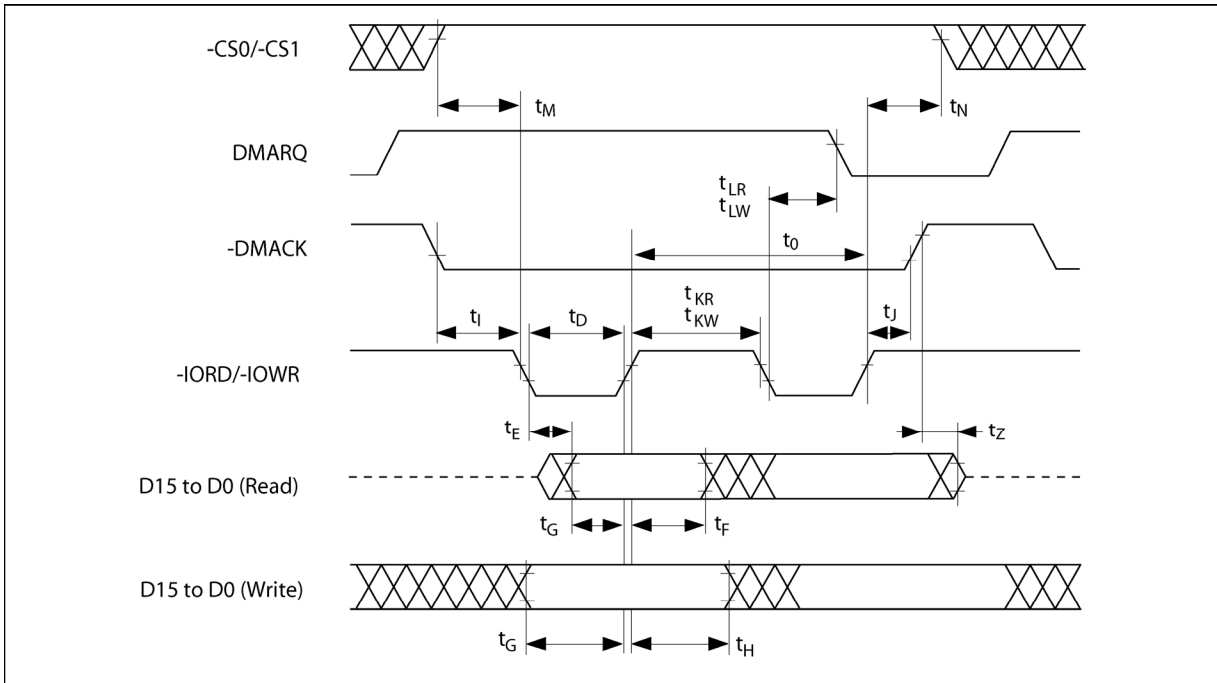 -CS0/-CS1
tM
tN
DMARQ
tLR
tLW
-DMACK
t0
tKR
tKW
tI
tD
tJ
-IORD/-IOWR
tE
tZ
D15 to D0 (Read)
tG
tF
D15 to D0 (Write)
tG
tH